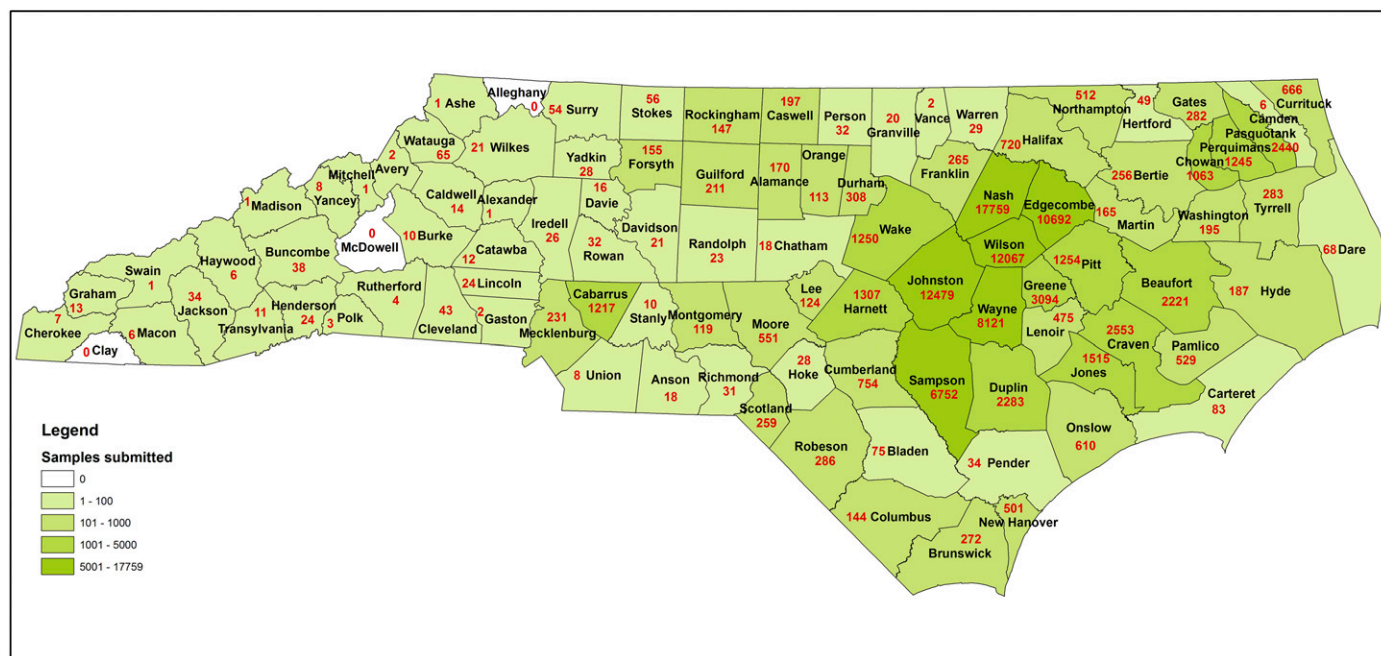 Alleghany
0
1 Ashe
54 Surry
56
Stokes
Rockingham
147
197
Caswell
Person
32
20
Granville
2
Vance
Warren
29
512
Northampton
49
Hertford
Gates
282
666
Currituck
6
Camden
Pasquotank
2440
Perquimans
1245
Chowan
1063
Watauga
65
21 Wilkes
2
Avery
Mitchell
1
8
Yancey
1
Madison
Yadkin
28
155
Forsyth
Guilford
211
170
Alamance
Orange
113
Durham
308
265
Franklin
720
Halifax
Nash
17759
Edgecombe
10692
256 Bertie
165
Martin
Washington
195
283
Tyrrell
68 Dare
Caldwell
14
Alexander
1
Iredell
26
16
Davie
Davidson
21
32
Rowan
Randolph
23
18 Chatham
1250 Wake
Wilson
12067
1254
Pitt
Beaufort
2221
187 Hyde
0
McDowell
10 Burke
Catawba
12
Buncombe
38
Haywood
6
Swain
1
Graham
13
7
Cherokee
0 Clay
6
Macon
34
Jackson
11
Transylvania
Henderson
24
3
Polk
Rutherford
4
24 Lincoln
43
Cleveland
2
Gaston
231
Mecklenburg
Cabarrus
1217
10
Stanly
Montgomery
119
Moore
551
Lee
124
1307
Harnett
Johnston
12479
Wayne
8121
Greene
3094
475
Lenoir
2553
Craven
1515
Jones
Pamlico
529
Carteret
83
8 Union
Anson
18
Richmond
31
28
Hoke
Cumberland
754
Sampson
6752
Duplin
2283
Onslow
610
Scotland
259
Robeson
286
75 Bladen
34 Pender
144 Columbus
272
Brunswick
501
New Hanover
Legend
Samples submitted
0
1 - 100
101 - 1000
1001 - 5000
5001 - 17759